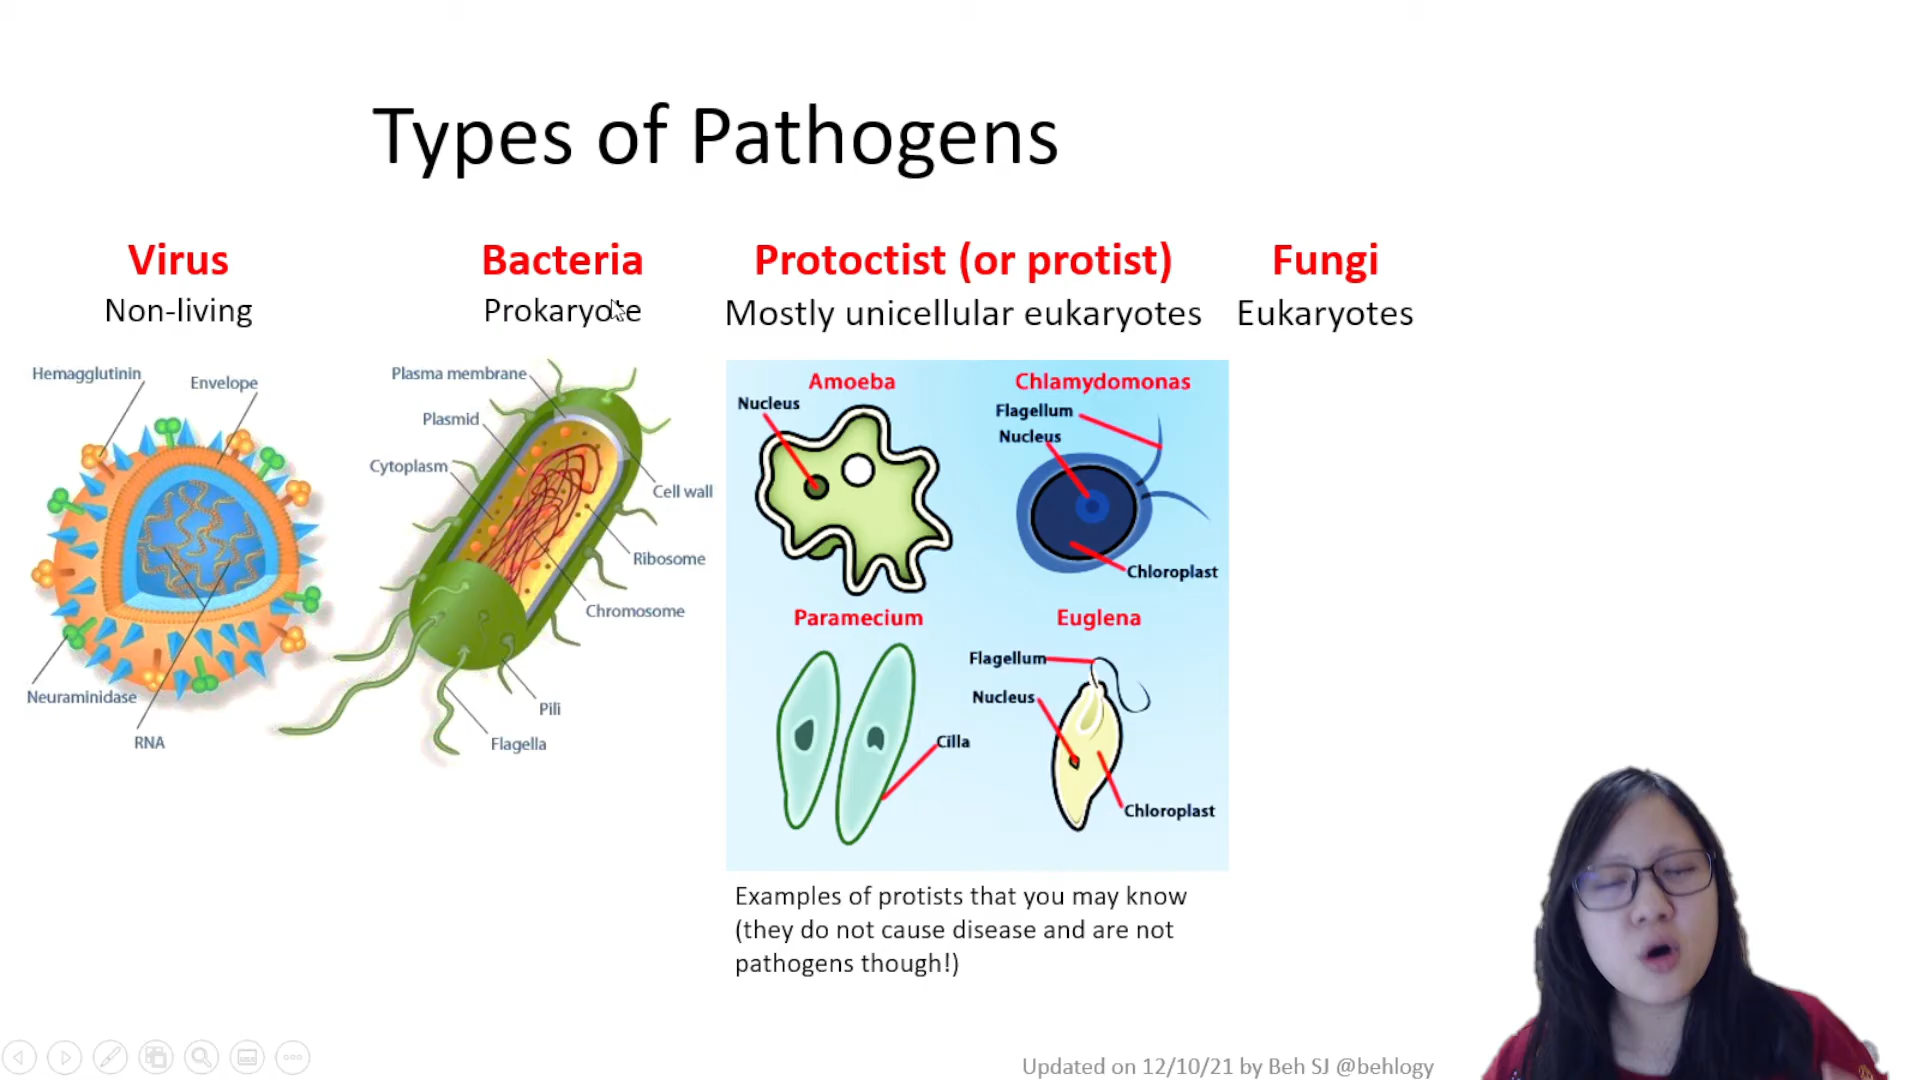 Types of Pathogens
Virus
Non-living
Hemagglutinin
Envelope
Neuraminidase
RNA
Bacteria
Prokaryote
Plasma membrane
Plasmid
Cytoplasm
Cell wall
Ribosome
Chromosome
Pili
Flagella
Protoctist (or protist)
Mostly unicellular eukaryotes
Amoeba
Nucleus
Chlamydomonas
Flagellum
Nucleus
Chloroplast
Paramecium
Cilla
Euglena
Flagellum
Nucleus
Chloroplast
Examples of protists that you may know
(they do not cause disease and are not
pathogens though!)
Fungi
Eukaryotes
Updated on 12/10/21 by Beh SJ @behlogy